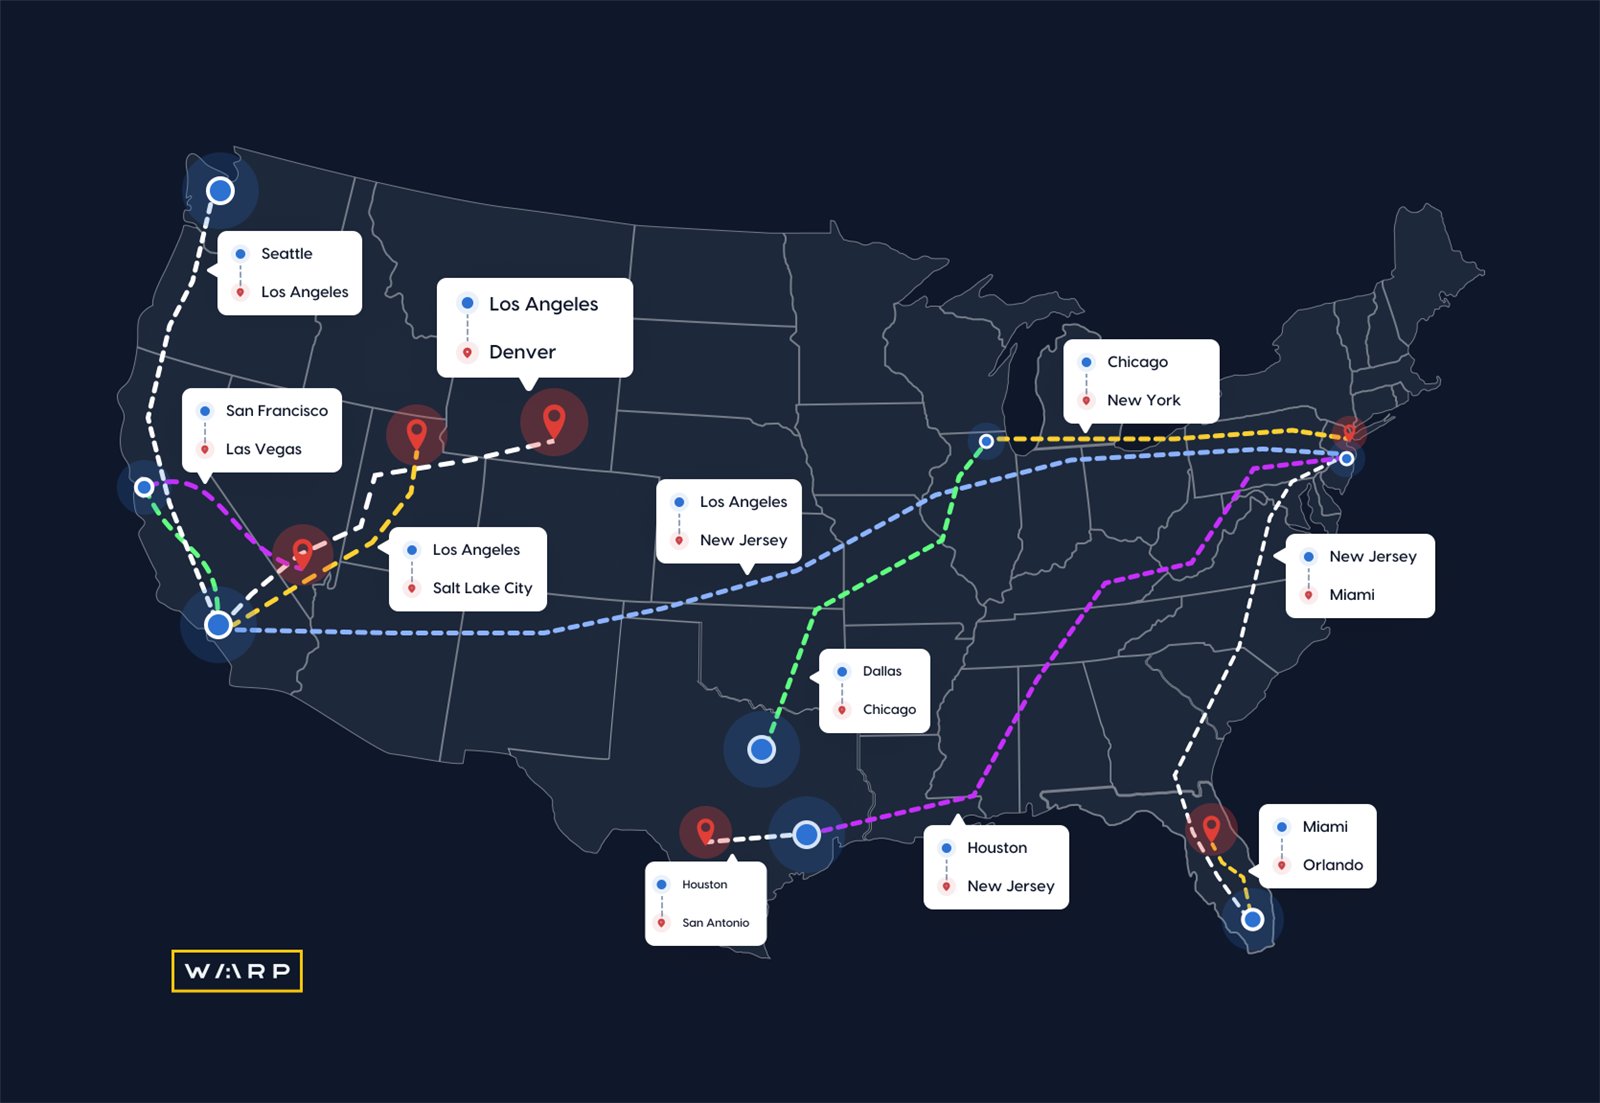 Seattle
Los Angeles
Los Angeles
Denver
Chicago
New York
San Francisco
Las Vegas
Los Angeles
New Jersey
Los Angeles
Salt Lake City
New Jersey
Miami
Dallas
Chicago
Miami
Orlando
Houston
New Jersey
Houston
San Antonio
WARP